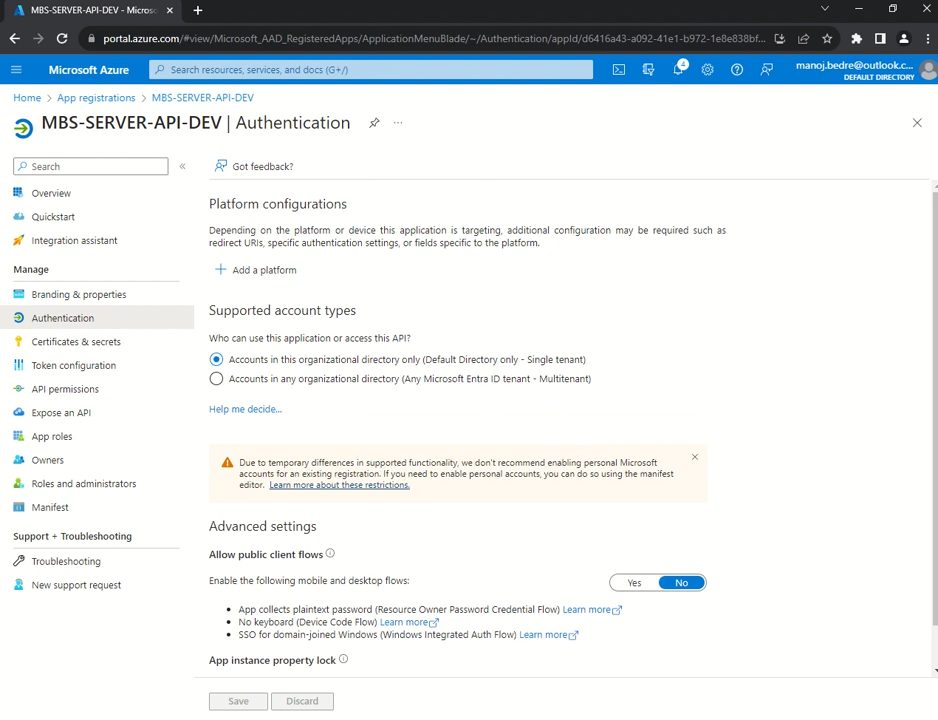 MBS-SERVER-API-DEV - Microso
portal.azure.com/#view/Microsoft_AAD_RegisteredApps/ApplicationMenuBlade/~/Authentication/appId/d6416a43-a092-41e1-b972-1e8e838bf...
Microsoft Azure
Search resources, services, and docs (G+/)
4
manoj.bedre@outlook.c...
DEFAULT DIRECTORY
Home > App registrations > MBS-SERVER-API-DEV
MBS-SERVER-API-DEV | Authentication
Search
Got feedback?
Overview
Quickstart
Integration assistant
Manage
Branding & properties
Authentication
Certificates & secrets
Token configuration
API permissions
Expose an API
App roles
Owners
Roles and administrators
Manifest
Support + Troubleshooting
Troubleshooting
New support request
Platform configurations
Depending on the platform or device this application is targeting, additional configuration may be required such as
redirect URIs, specific authentication settings, or fields specific to the platform.
Add a platform
Supported account types
Who can use this application or access this API?
Accounts in this organizational directory only (Default Directory only - Single tenant)
Accounts in any organizational directory (Any Microsoft Entra ID tenant - Multitenant)
Help me decide...
Due to temporary differences in supported functionality, we don't recommend enabling personal Microsoft
accounts for an existing registration. If you need to enable personal accounts, you can do so using the manifest
editor. Learn more about these restrictions.
Advanced settings
Allow public client flows
Enable the following mobile and desktop flows:
Yes No
• App collects plaintext password (Resource Owner Password Credential Flow) Learn more
• No keyboard (Device Code Flow) Learn more
• SSO for domain-joined Windows (Windows Integrated Auth Flow) Learn more
App instance property lock
Save Discard